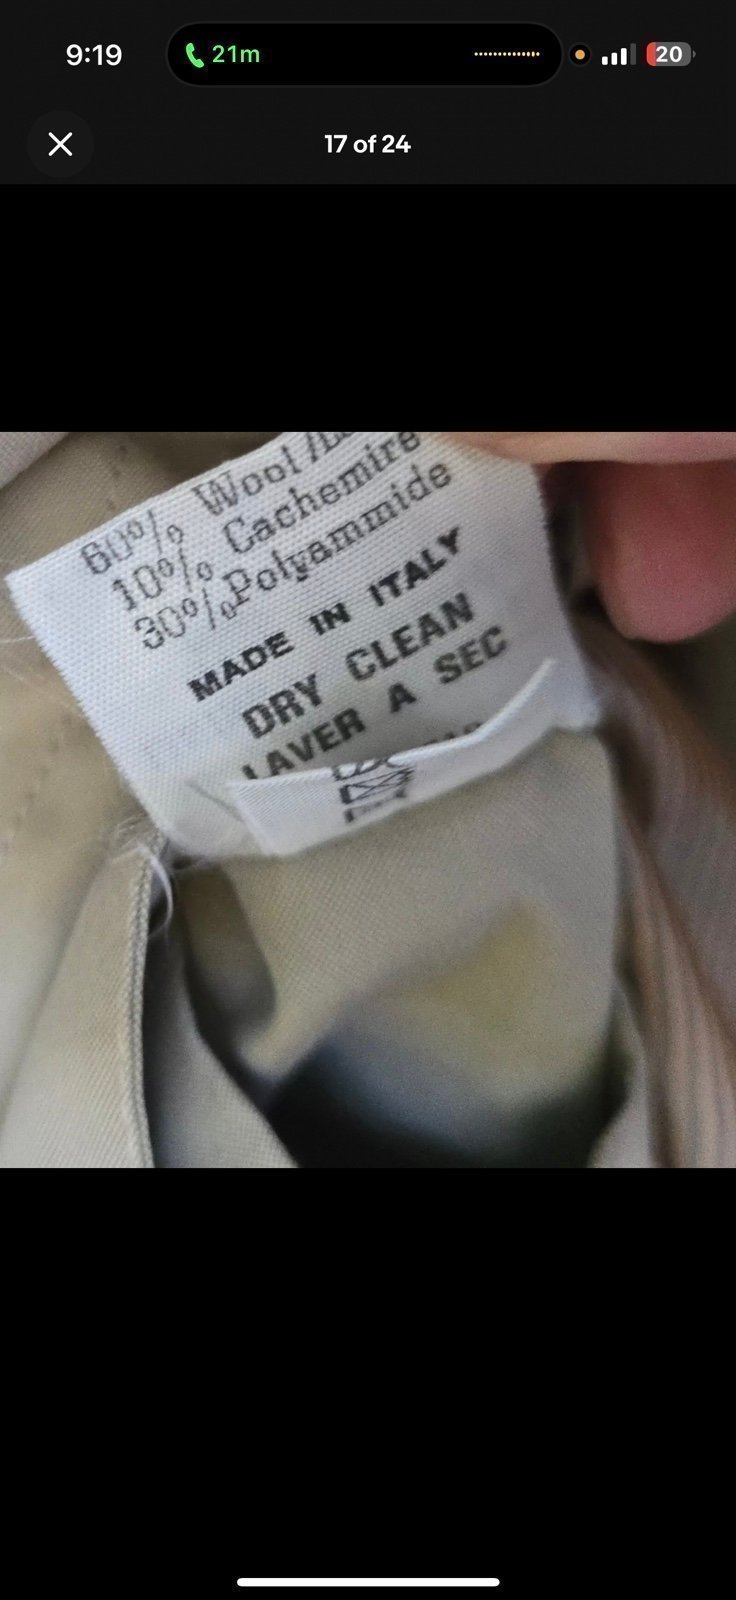 9:19
21m
20
17 of 24
60% Wool
10% Cachemire
30% Polyammide
MADE IN ITALY
DRY CLEAN
LAVER A SEC